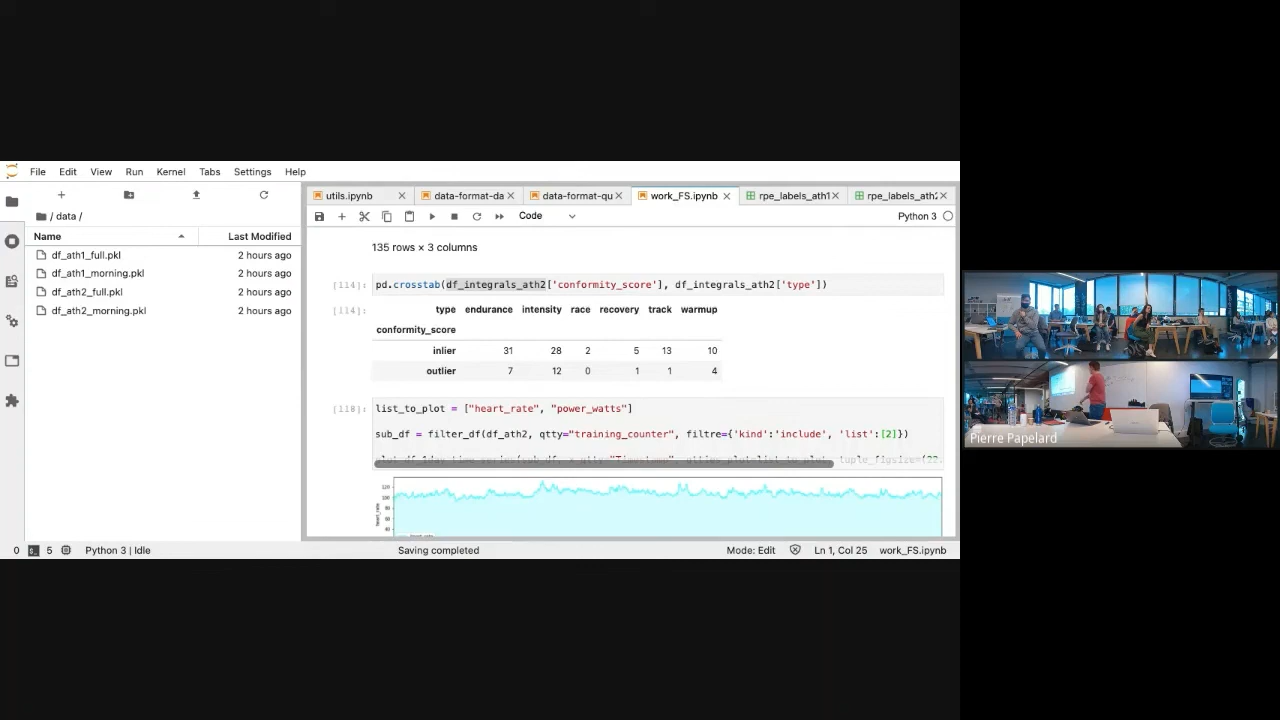 File Edit View Run Kernel Tabs Settings Help
utils.ipynb
data-format-da
data-format-qu
work_FS.ipynb
rpe_labels_ath1
rpe_labels_ath2
/ data /
Code
Python 3
Name Last Modified
df_ath1_full.pkl 2 hours ago
df_ath1_morning.pkl 2 hours ago
df_ath2_full.pkl 2 hours ago
df_ath2_morning.pkl 2 hours ago
135 rows × 3 columns
[114]: pd.crosstab(df_integrals_ath2['conformity_score'], df_integrals_ath2['type'])
[114]: type endurance intensity race recovery track warmup
conformity_score
inlier 31 28 2 5 13 10
outlier 7 12 0 1 1 4
[118]: list_to_plot = ["heart_rate", "power_watts"]
sub_df = filter_df(df_ath2, qtty="training_counter", filtre={'kind':'include', 'list':[2]})
heart_rate
Pierre Papelard
0 5 Python 3 | Idle Saving completed Mode: Edit Ln 1, Col 25 work_FS.ipynb